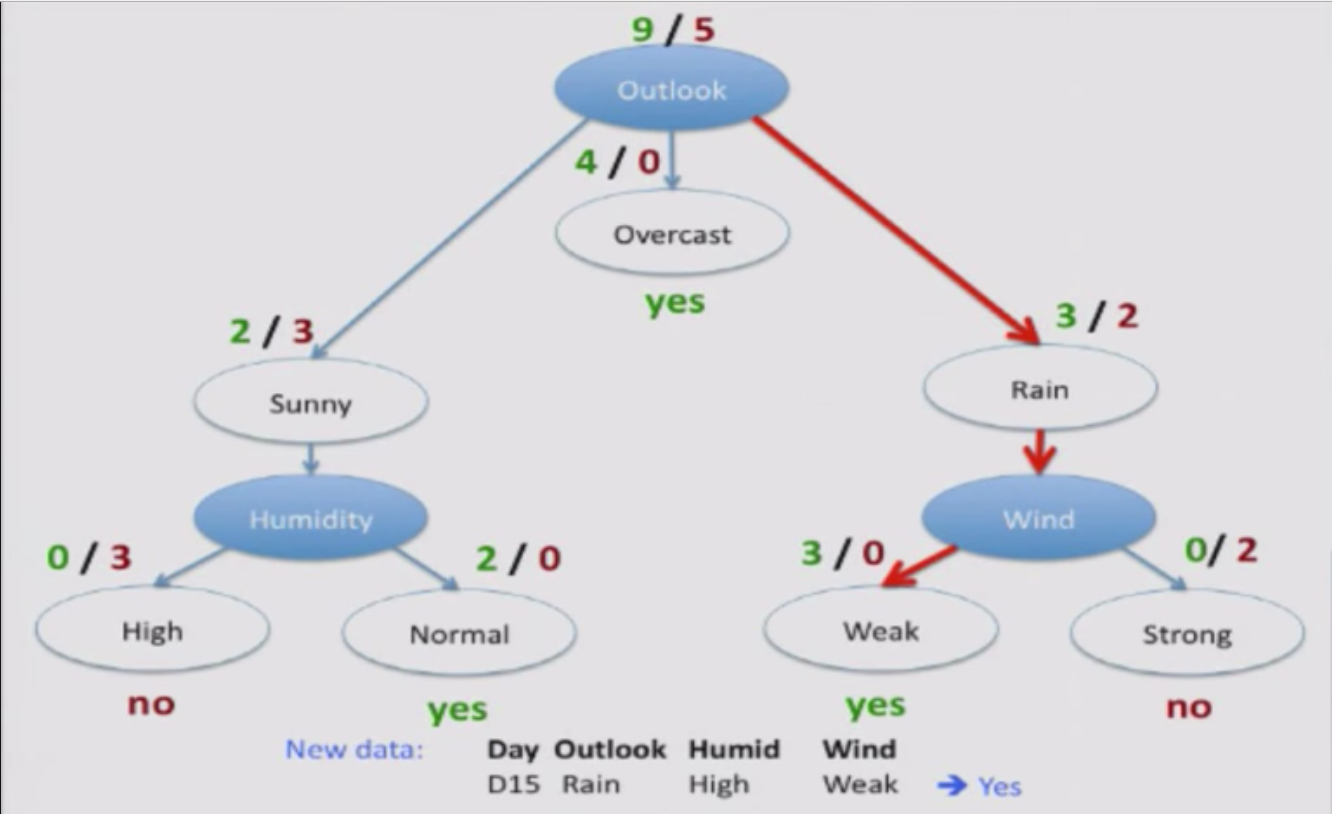 9 / 5
Outlook
4 / 0
Overcast
yes
2 / 3
3 / 2
Sunny
Rain
Humidity
Wind
0 / 3
2 / 0
3 / 0
0/ 2
High
Normal
Weak
Strong
no
yes
yes
no
New data: Day Outlook Humid Wind
D15 Rain High Weak → Yes